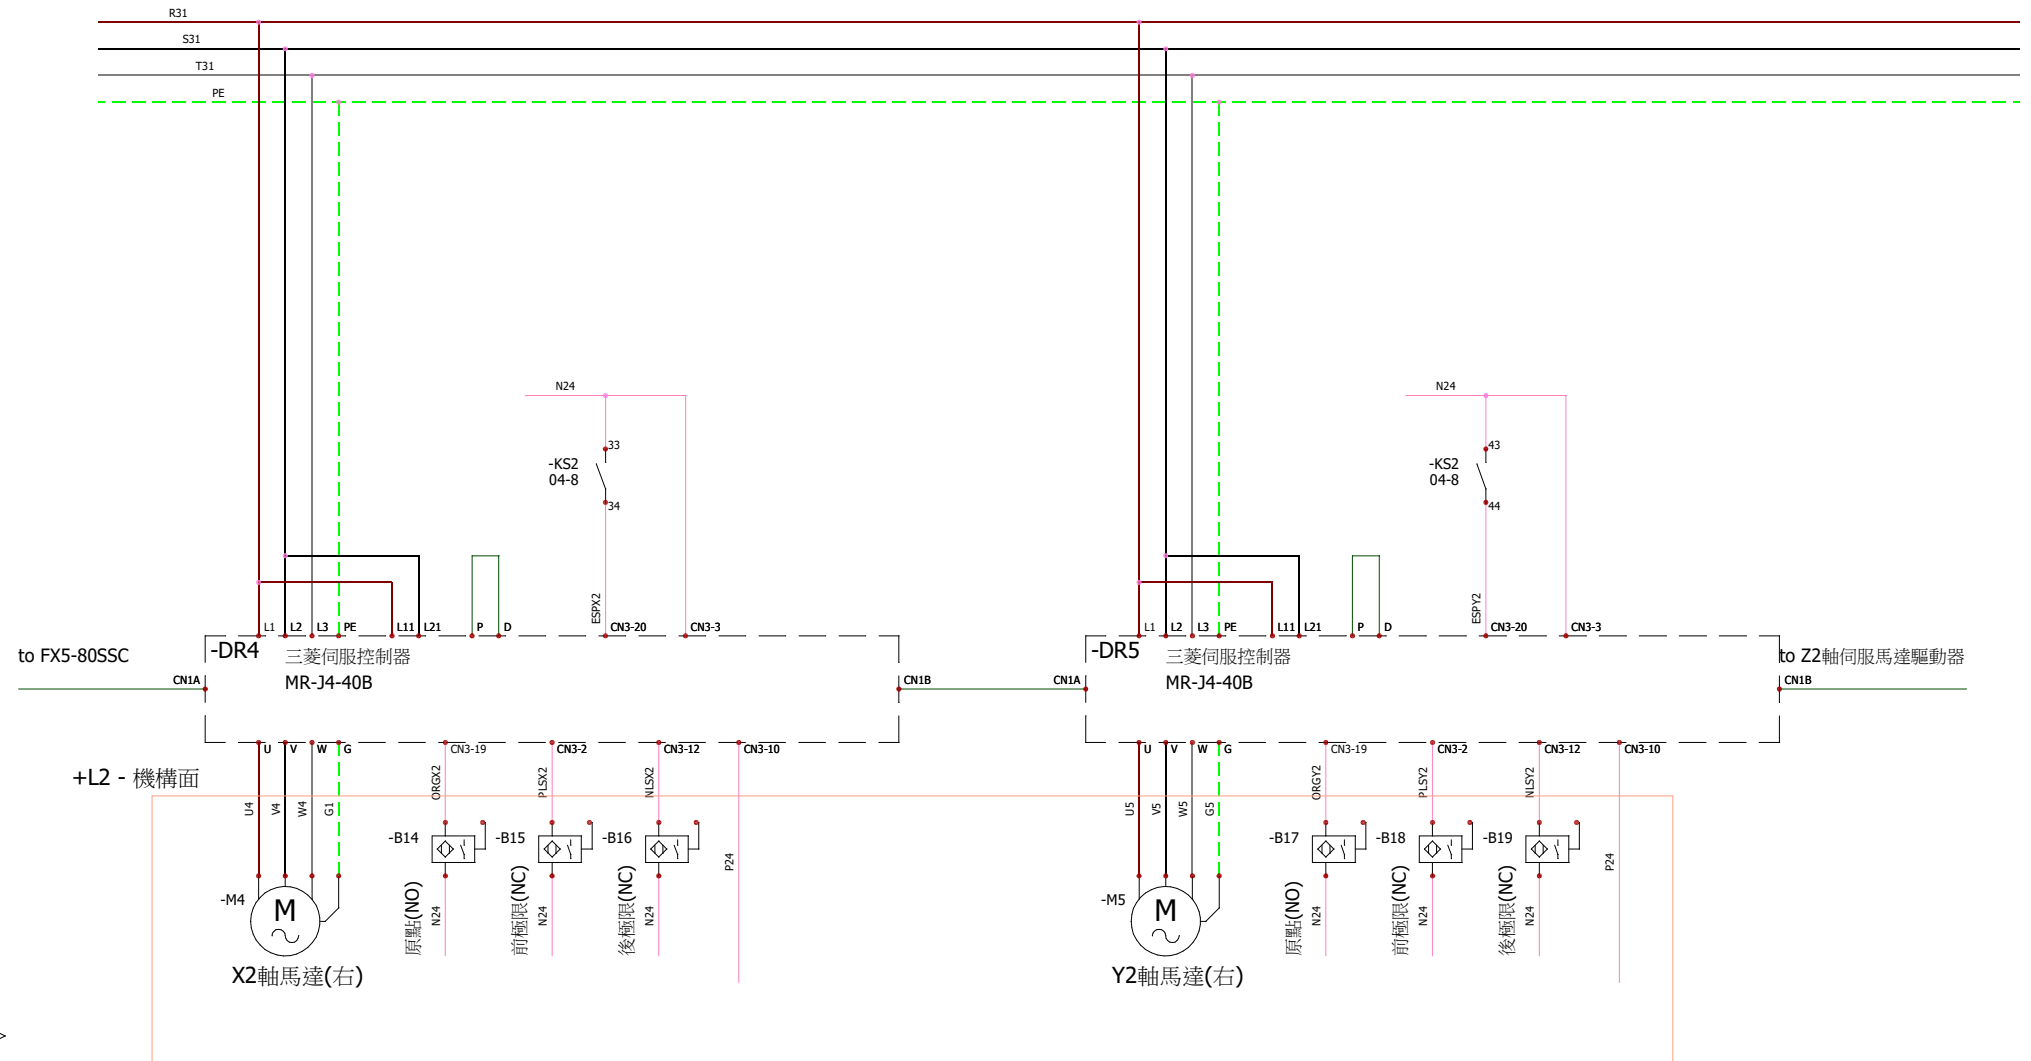 R31
S31
T31
PE
N24
33
-KS2
04-8
34
ESPX2
L1 L2 L3 PE L11 L21 P D CN3-20 CN3-3
to FX5-80SSC
-DR4
三菱伺服控制器
MR-J4-40B
CN1A
CN1B
U V W G CN3-19 CN3-2 CN3-12 CN3-10
+L2 - 機構面
U4
V4
W4
G1
ORGX2
PLSX2
NLSX2
-B14
-B15
-B16
P24
-M4
M
原點(NO)
N24
前極限(NC)
N24
後極限(NC)
N24
X2軸馬達(右)
N24
43
-KS2
04-8
44
ESPY2
L1 L2 L3 PE L11 L21 P D CN3-20 CN3-3
-DR5
三菱伺服控制器
MR-J4-40B
CN1A
to Z2軸伺服馬達驅動器
CN1B
U V W G CN3-19 CN3-2 CN3-12 CN3-10
U5
V5
W5
G5
ORGY2
PLSY2
NLSY2
-B17
-B18
-B19
P24
-M5
M
原點(NO)
N24
前極限(NC)
N24
後極限(NC)
N24
Y2軸馬達(右)